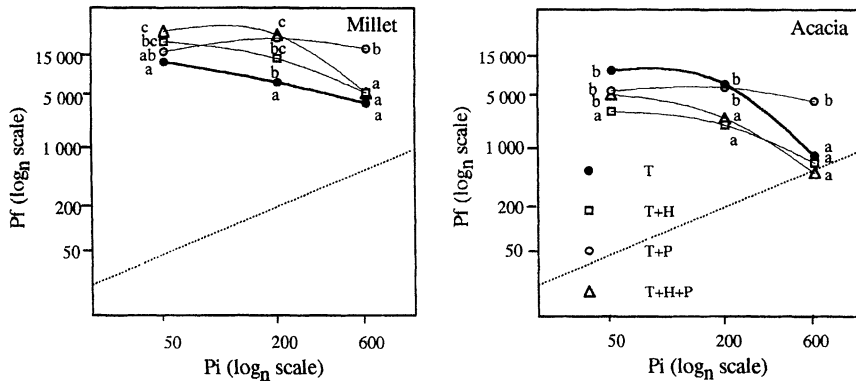 Millet
Pf (logn scale)
15 000
5 000
1 000
200
50
c
bc
ab
a
c
bc
b
a
b
a
a
a
50 200 600
Pi (logn scale)
Acacia
Pf (logn scale)
15 000
5 000
1 000
200
50
b
b
b
a
b
b
a
a
b
a
a
a
T
T+H
T+P
T+H+P
50 200 600
Pi (logn scale)